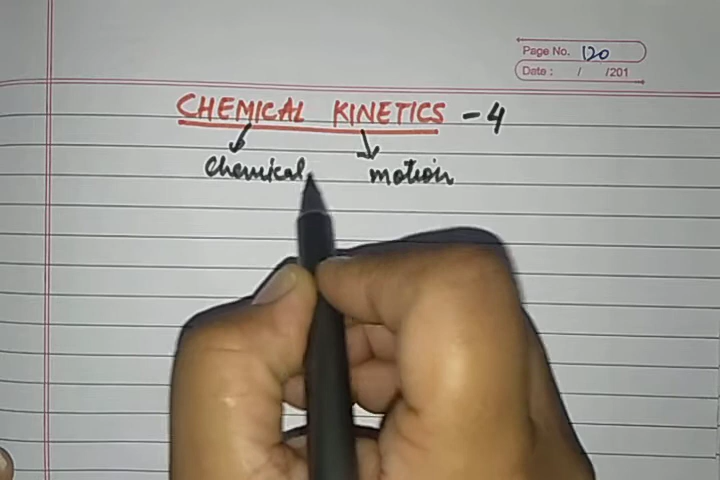 Page No. 120
Date : / /201
CHEMICAL KINETICS - 4
chemical motion